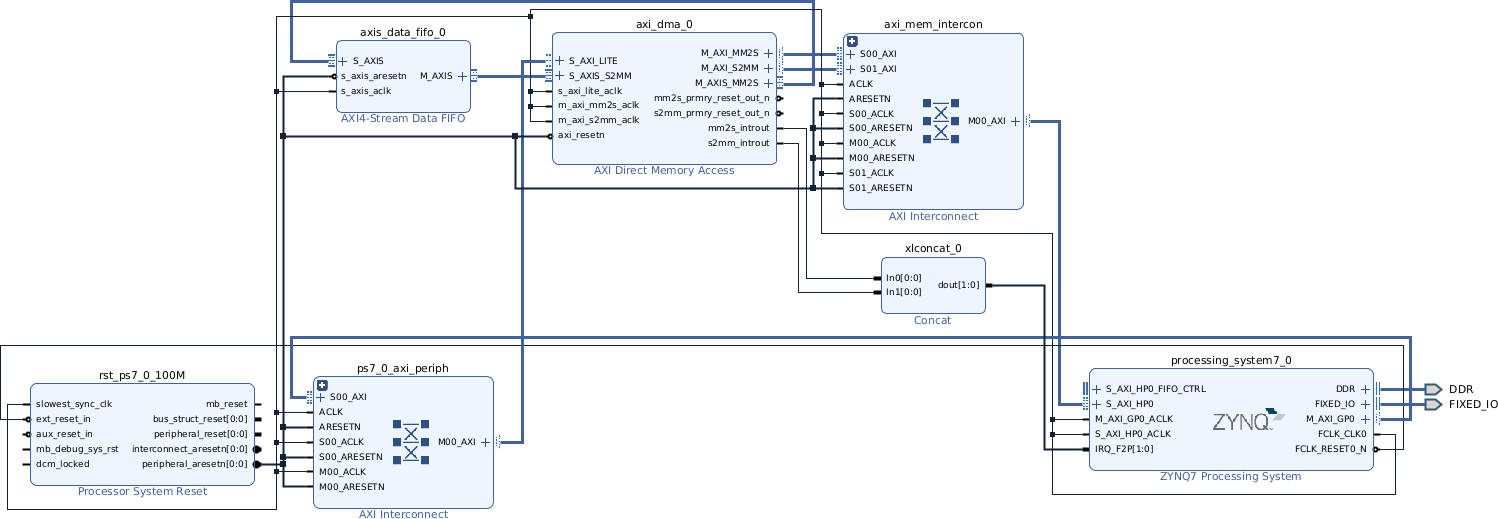 axis_data_fifo_0
S_AXIS
s_axis_aresetn
s_axis_aclk
M_AXIS
AXI4-Stream Data FIFO
axi_dma_0
S_AXI_LITE
S_AXIS_S2MM
s_axi_lite_aclk
m_axi_mm2s_aclk
m_axi_s2mm_aclk
axi_resetn
M_AXI_MM2S
M_AXI_S2MM
M_AXIS_MM2S
mm2s_prmry_reset_out_n
s2mm_prmry_reset_out_n
mm2s_introut
s2mm_introut
AXI Direct Memory Access
axi_mem_intercon
S00_AXI
S01_AXI
ACLK
ARESETN
S00_ACLK
S00_ARESETN
M00_ACLK
M00_ARESETN
S01_ACLK
S01_ARESETN
M00_AXI
AXI Interconnect
xlconcat_0
In0[0:0]
In1[0:0]
dout[1:0]
Concat
rst_ps7_0_100M
slowest_sync_clk
ext_reset_in
aux_reset_in
mb_debug_sys_rst
dcm_locked
mb_reset
bus_struct_reset[0:0]
peripheral_reset[0:0]
interconnect_aresetn[0:0]
peripheral_aresetn[0:0]
Processor System Reset
ps7_0_axi_periph
S00_AXI
ACLK
ARESETN
S00_ACLK
S00_ARESETN
M00_ACLK
M00_ARESETN
M00_AXI
AXI Interconnect
processing_system7_0
S_AXI_HP0_FIFO_CTRL
S_AXI_HP0
M_AXI_GP0_ACLK
S_AXI_HP0_ACLK
IRQ_F2P[1:0]
ZYNQ
DDR
FIXED_IO
M_AXI_GP0
FCLK_CLK0
FCLK_RESET0_N
ZYNQ7 Processing System
DDR
FIXED_IO